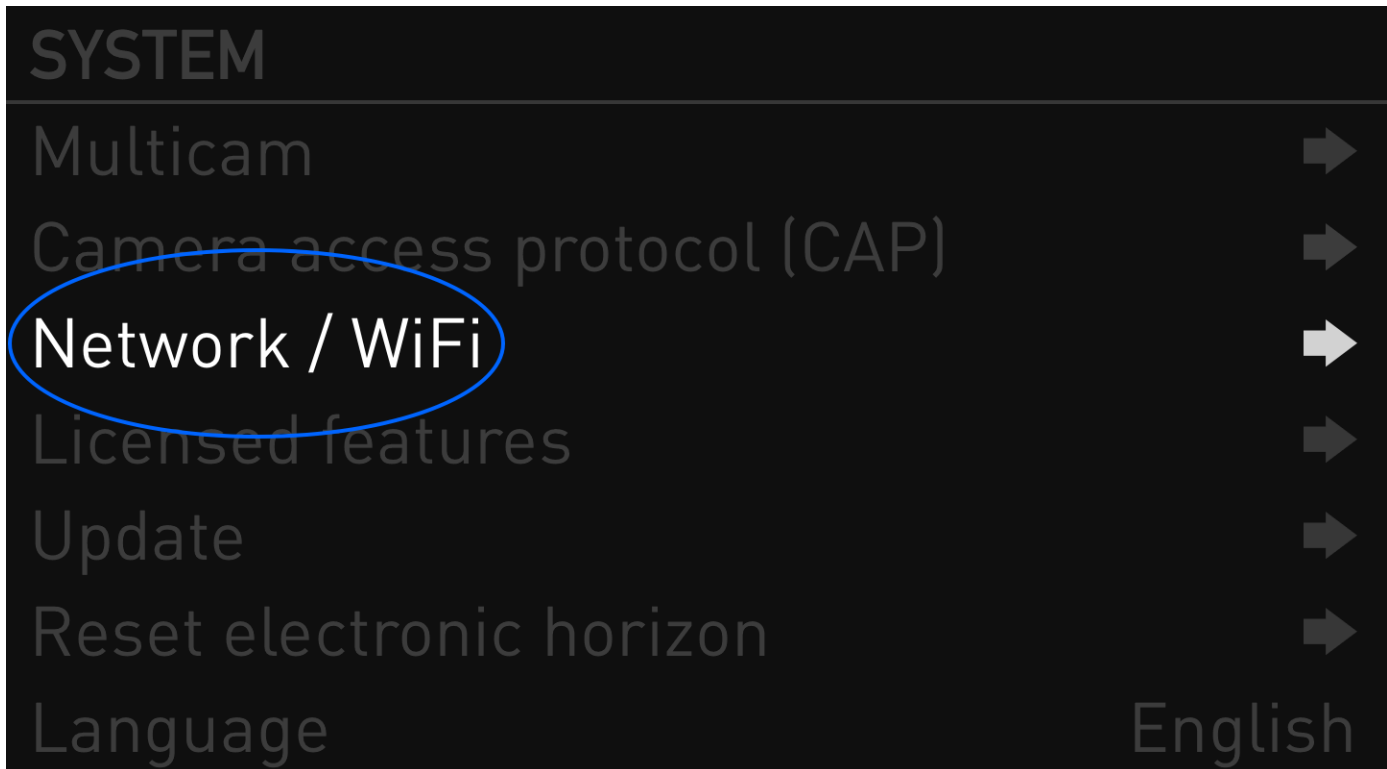 SYSTEM
Multicam
Camera access protocol (CAP)
Network / WiFi
Licensed features
Update
Reset electronic horizon
Language English